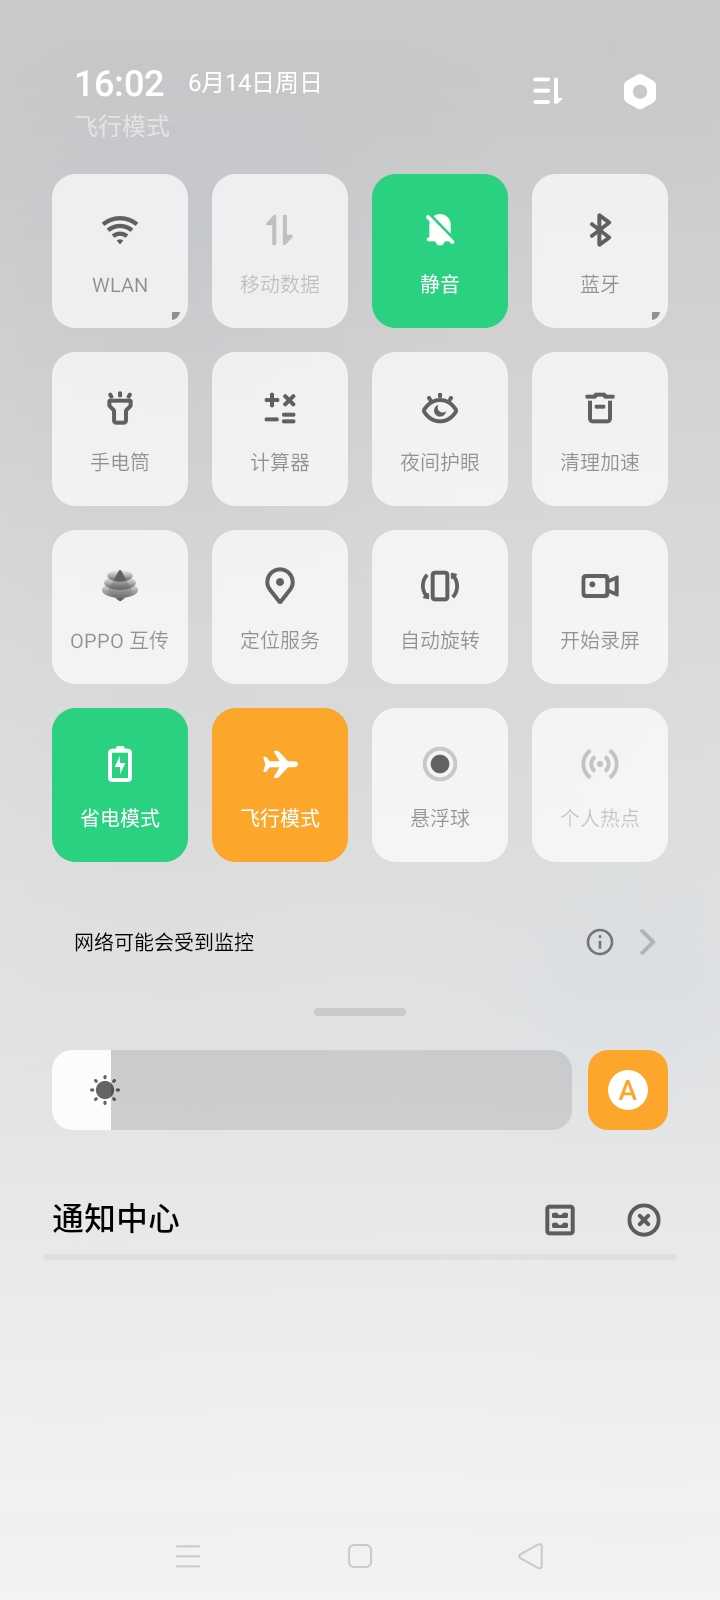 16:02 6月14日周日
飞行模式
WLAN 移动数据 静音 蓝牙
手电筒 计算器 夜间护眼 清理加速
OPPO 互传 定位服务 自动旋转 开始录屏
省电模式 飞行模式 悬浮球 个人热点
网络可能会受到监控
A
通知中心